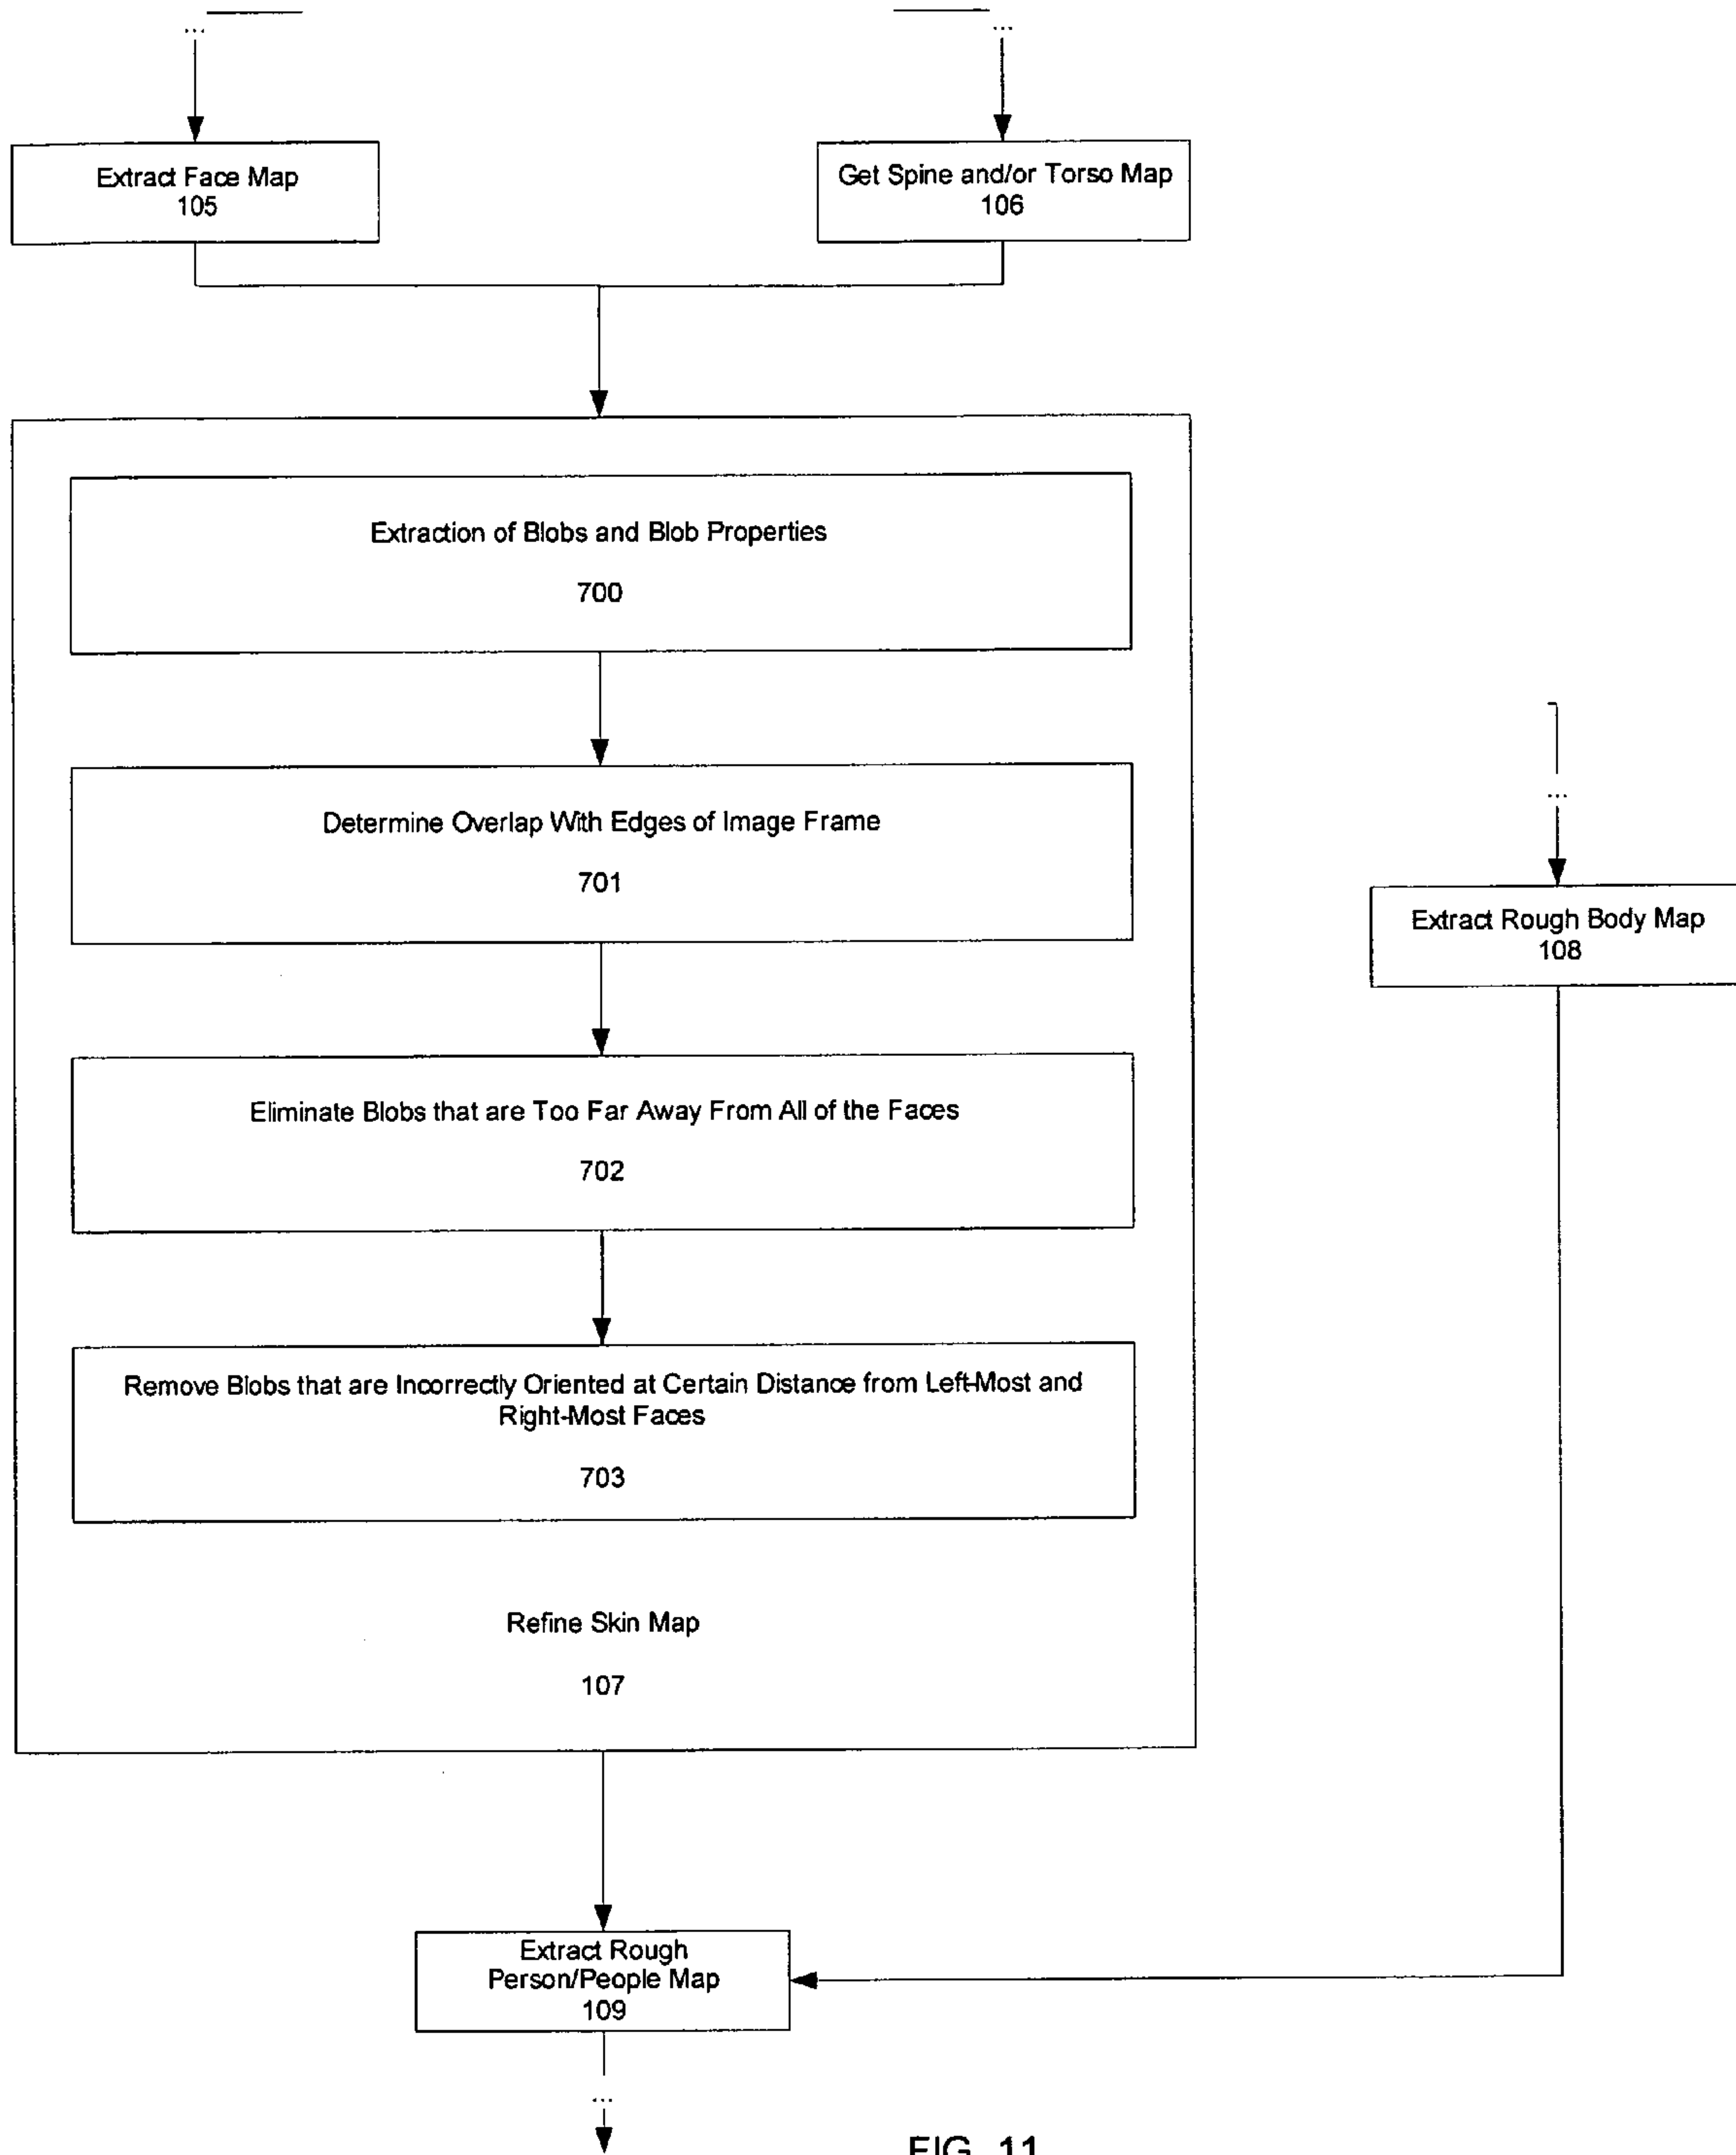 ...
...
Extract Face Map
105
Get Spine and/or Torso Map
106
Extraction of Blobs and Blob Properties
700
Determine Overlap With Edges of Image Frame
701
...
Extract Rough Body Map
108
Eliminate Blobs that are Too Far Away From All of the Faces
702
Remove Blobs that are Incorrectly Oriented at Certain Distance from Left-Most and
Right-Most Faces
703
Refine Skin Map
107
Extract Rough
Person/People Map
109
...
FIG. 11